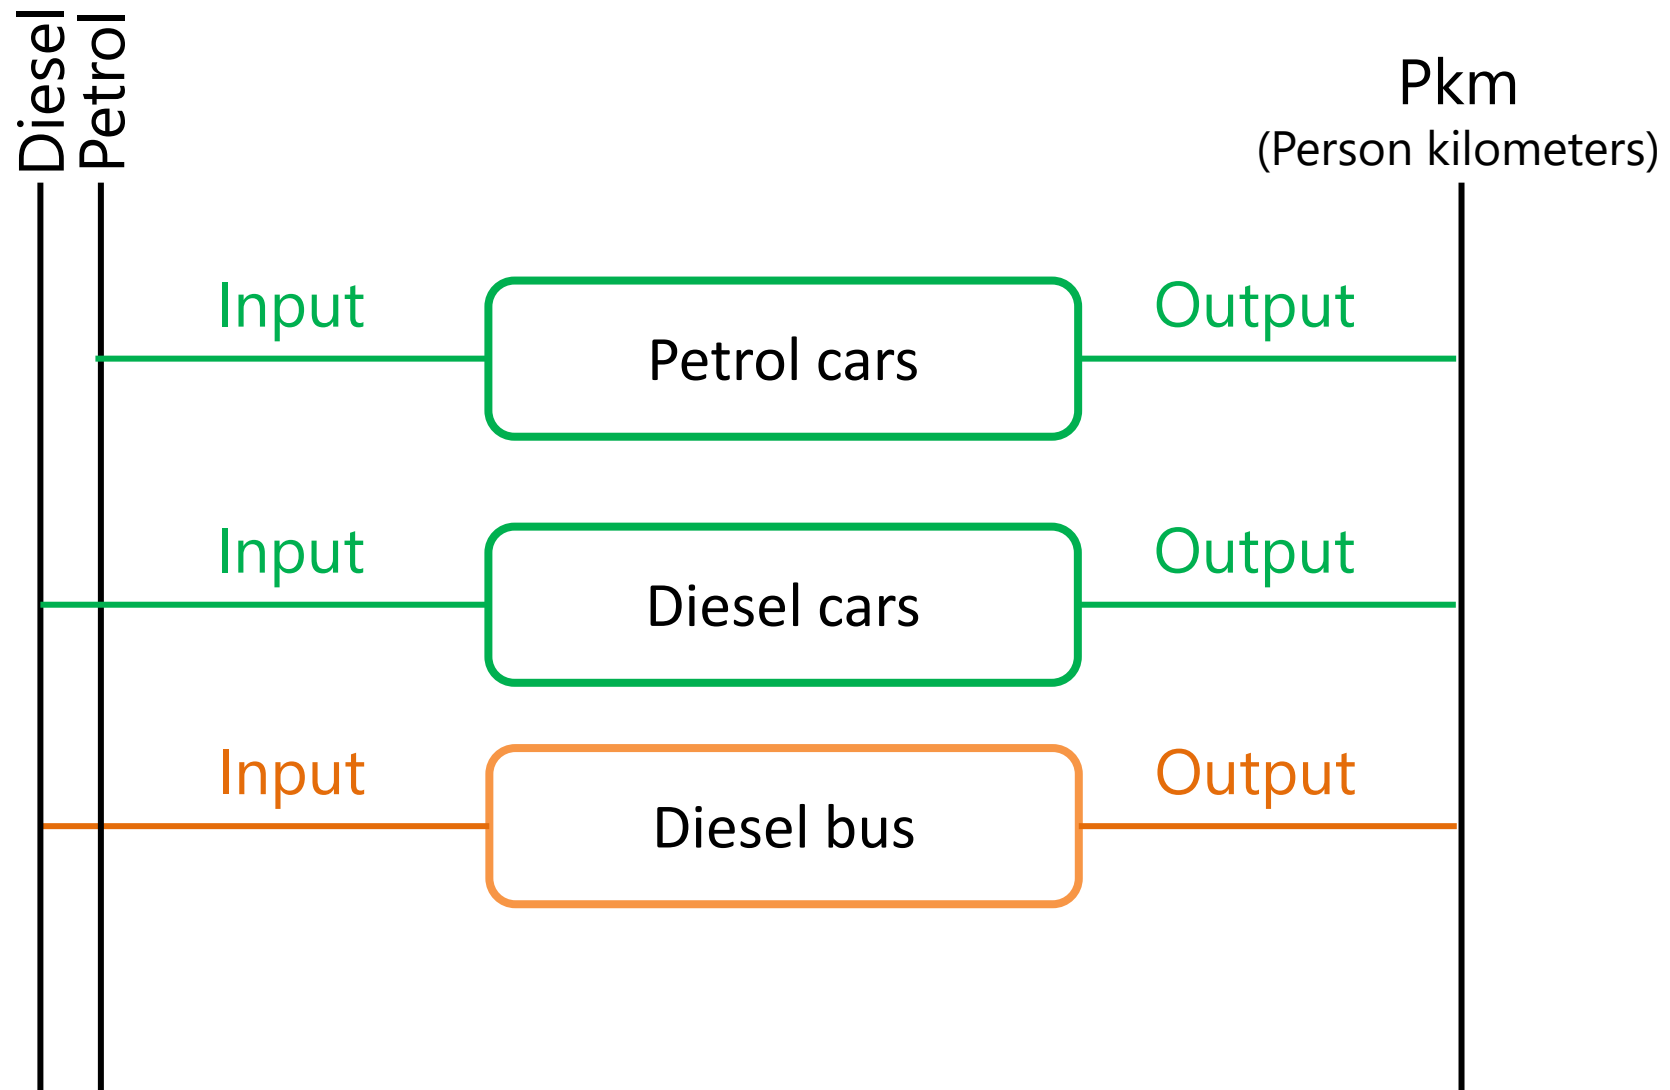 Diesel
Petrol
Pkm
(Person kilometers)
Input
Petrol cars
Output
Input
Diesel cars
Output
Input
Diesel bus
Output